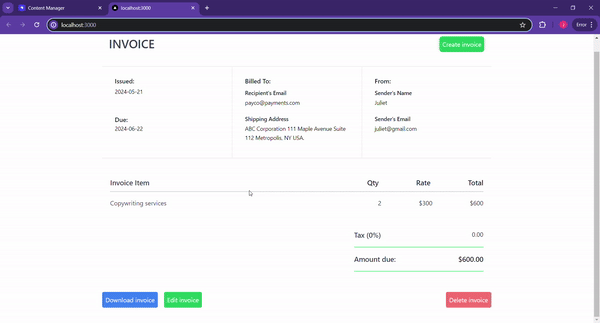 Content Manager
localhost:3000
localhost:3000
Error
INVOICE
Create invoice
Issued:
2024-05-21
Due:
2024-06-22
Billed To:
Recipient's Email
payco@payments.com
Shipping Address
ABC Corporation 111 Maple Avenue Suite
112 Metropolis, NY USA.
From:
Sender's Name
Juliet
Sender's Email
juliet@gmail.com
Invoice Item Qty Rate Total
Copywriting services 2 $300 $600
Tax (0%) 0.00
Amount due: $600.00
Download invoice
Edit invoice
Delete invoice